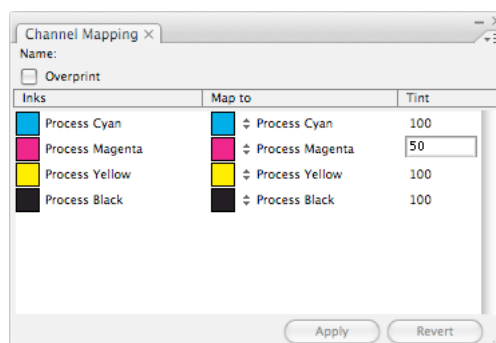 Channel Mapping ×
Name:
Overprint
Inks Map to Tint
Process Cyan Process Cyan 100
Process Magenta Process Magenta 50
Process Yellow Process Yellow 100
Process Black Process Black 100
Apply Revert